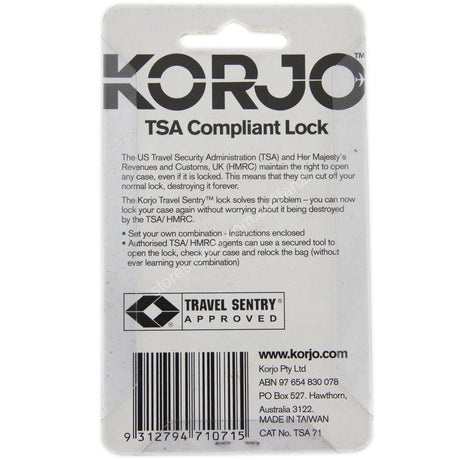 KORJO™
TSA Compliant Lock
The US Travel Security Administration (TSA) and Her Majesty's
Revenues and Customs, UK (HMRC) maintain the right to open
any case, even if it is locked. This means that they can cut off your
normal lock, destroying it forever.
The Korjo Travel Sentry™ lock solves this problem – you can now
lock your case again without worrying about it being destroyed
by the TSA/ HMRC.
• Set your own combination - instructions enclosed
• Authorised TSA/ HMRC agents can use a secured tool to
open the lock, check your case and relock the bag (without
ever learning your combination)
TRAVEL SENTRY®
APPROVED
www.korjo.com
Korjo Pty Ltd
ABN 97 654 830 078
PO Box 527. Hawthorn,
Australia 3122.
MADE IN TAIWAN
CAT No. TSA 71
9 312794 710715